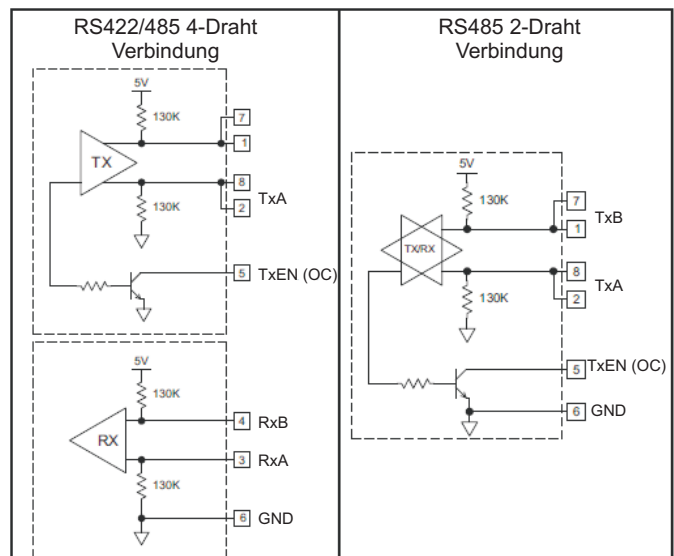 RS422/485 4-Draht
Verbindung
5V
130K
7
1
TX
8
TxA
2
130K
5 TxEN (OC)
5V
130K
4 RxB
RX
3 RxA
130K
6 GND
RS485 2-Draht
Verbindung
5V
130K
7
TxB
1
TX/RX
8
TxA
2
130K
5 TxEN (OC)
6 GND